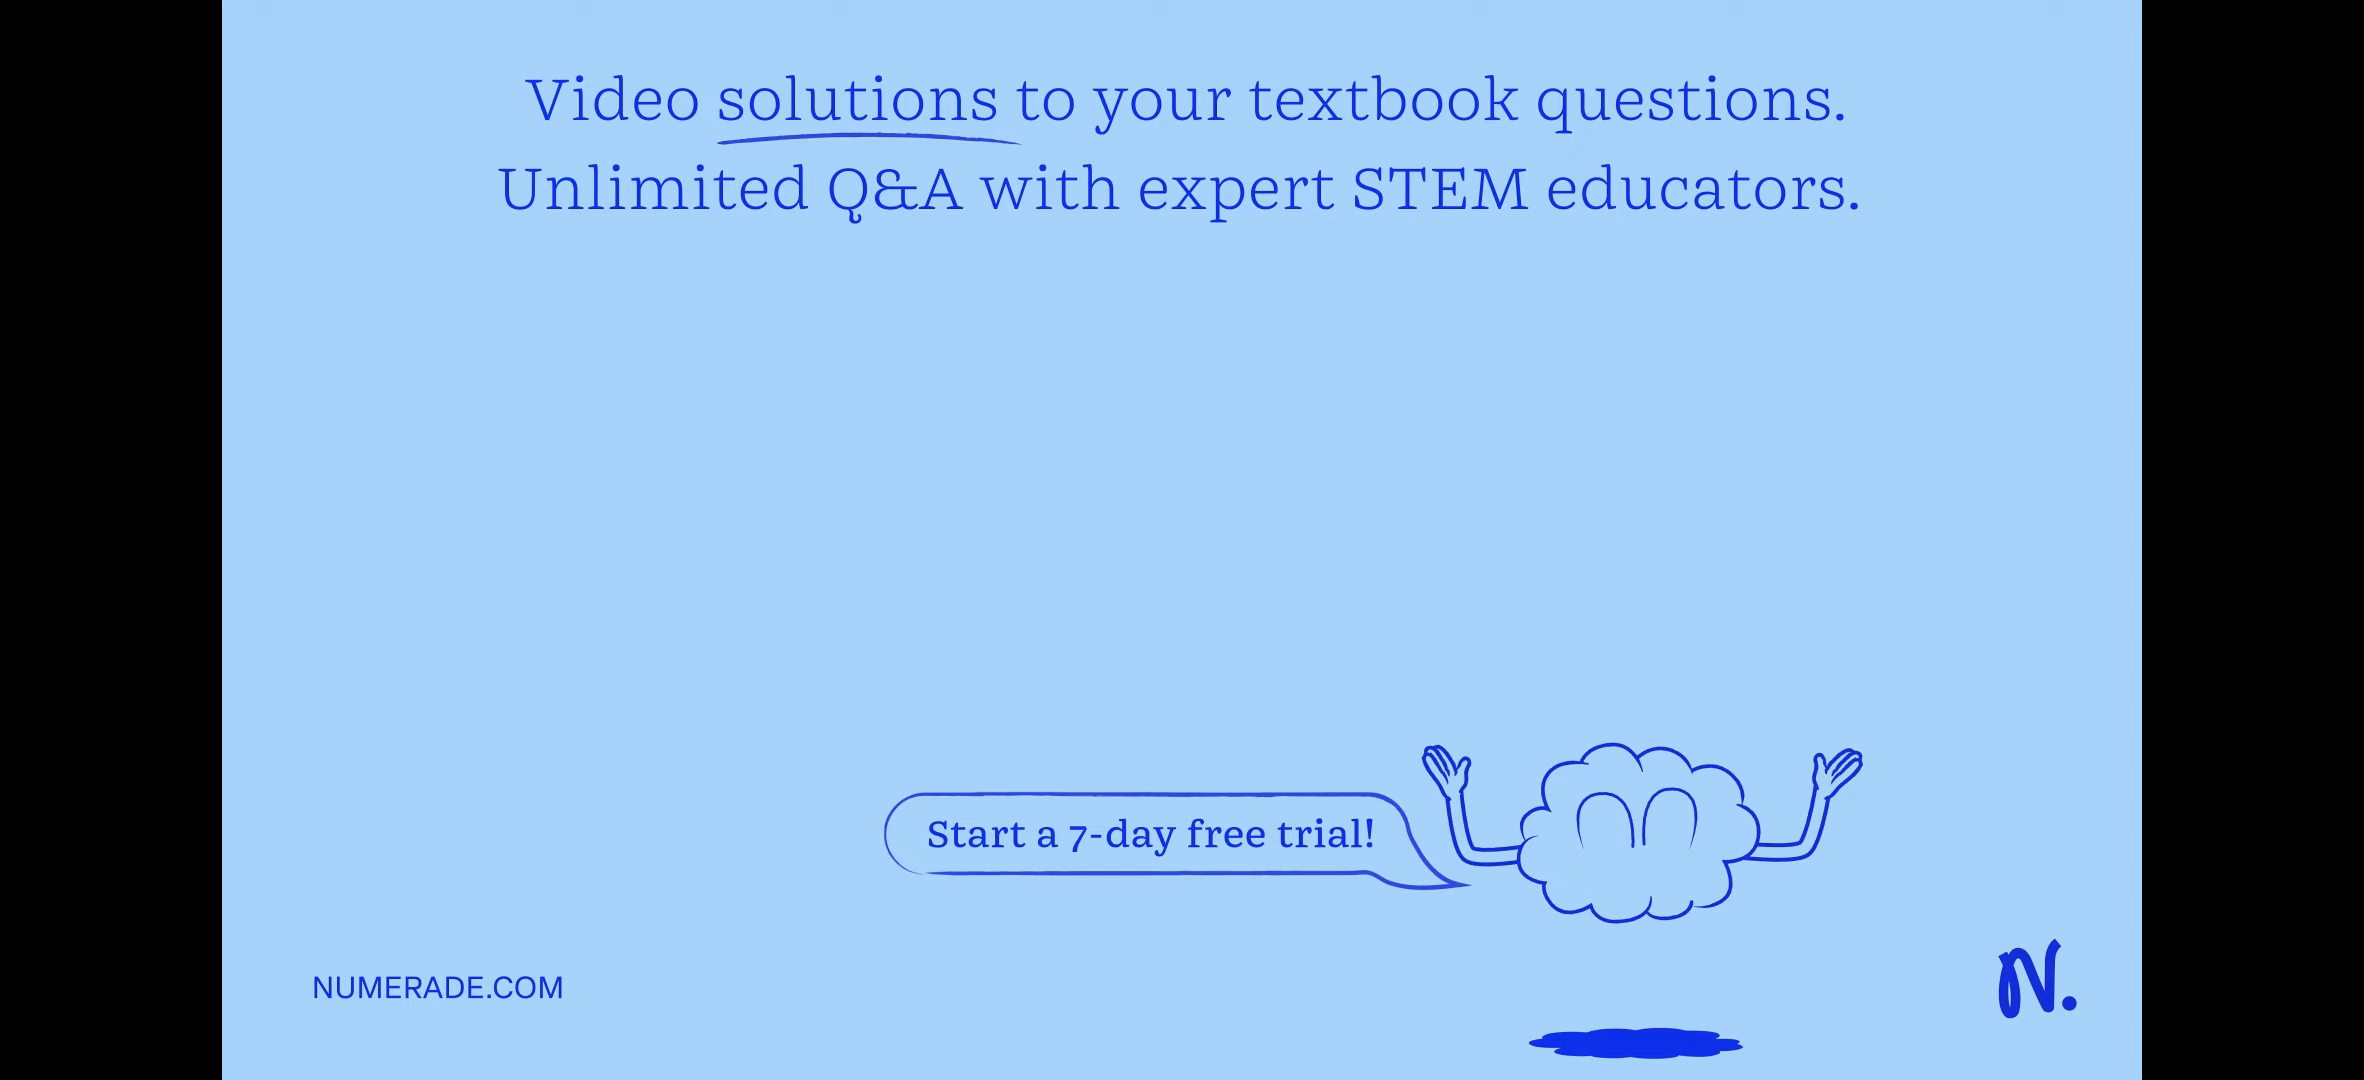 Video solutions to your textbook questions.
Unlimited Q&A with expert STEM educators.
Start a 7-day free trial!
NUMERADE.COM
N.